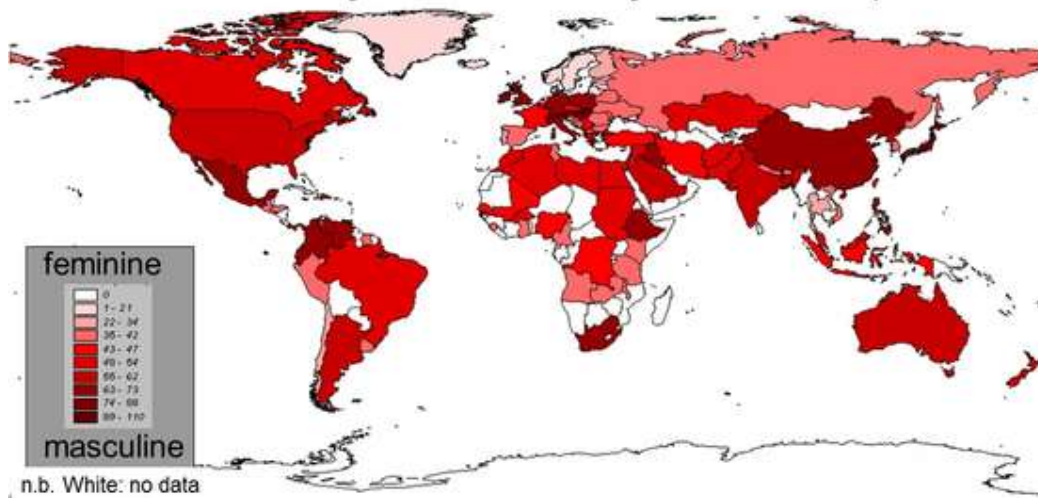 feminine
0
1 - 21
22 - 34
35 - 42
43 - 47
48 - 54
55 - 62
63 - 73
74 - 88
89 - 110
masculine
n.b. White: no data